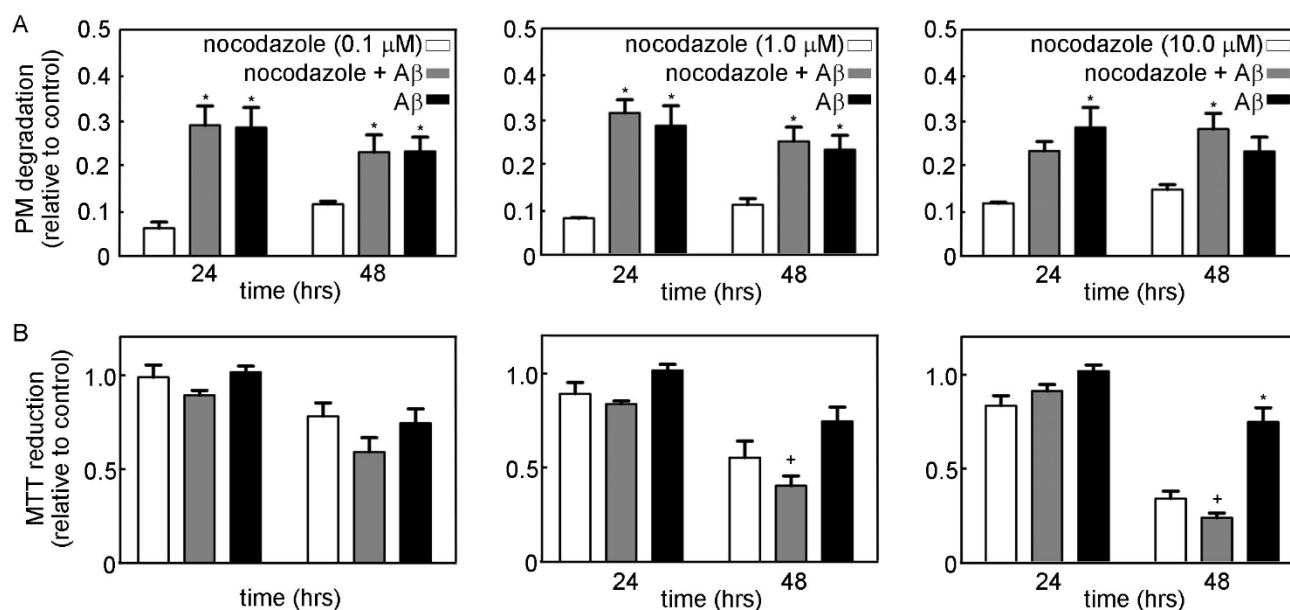 A
PM degradation
(relative to control)
0.5
0.4
0.3
0.2
0.1
0
nocodazole (0.1 μM)
nocodazole + Aβ
Aβ
* * * *
24 48
time (hrs)
0.5
0.4
0.3
0.2
0.1
0
nocodazole (1.0 μM)
nocodazole + Aβ
Aβ
* * * *
24 48
time (hrs)
0.5
0.4
0.3
0.2
0.1
0
nocodazole (10.0 μM)
nocodazole + Aβ
Aβ
* *
24 48
time (hrs)
B
MTT reduction
(relative to control)
1.0
0.5
0
time (hrs)
1.0
0.5
0
+
24 48
time (hrs)
1.0
0.5
0
+ *
24 48
time (hrs)